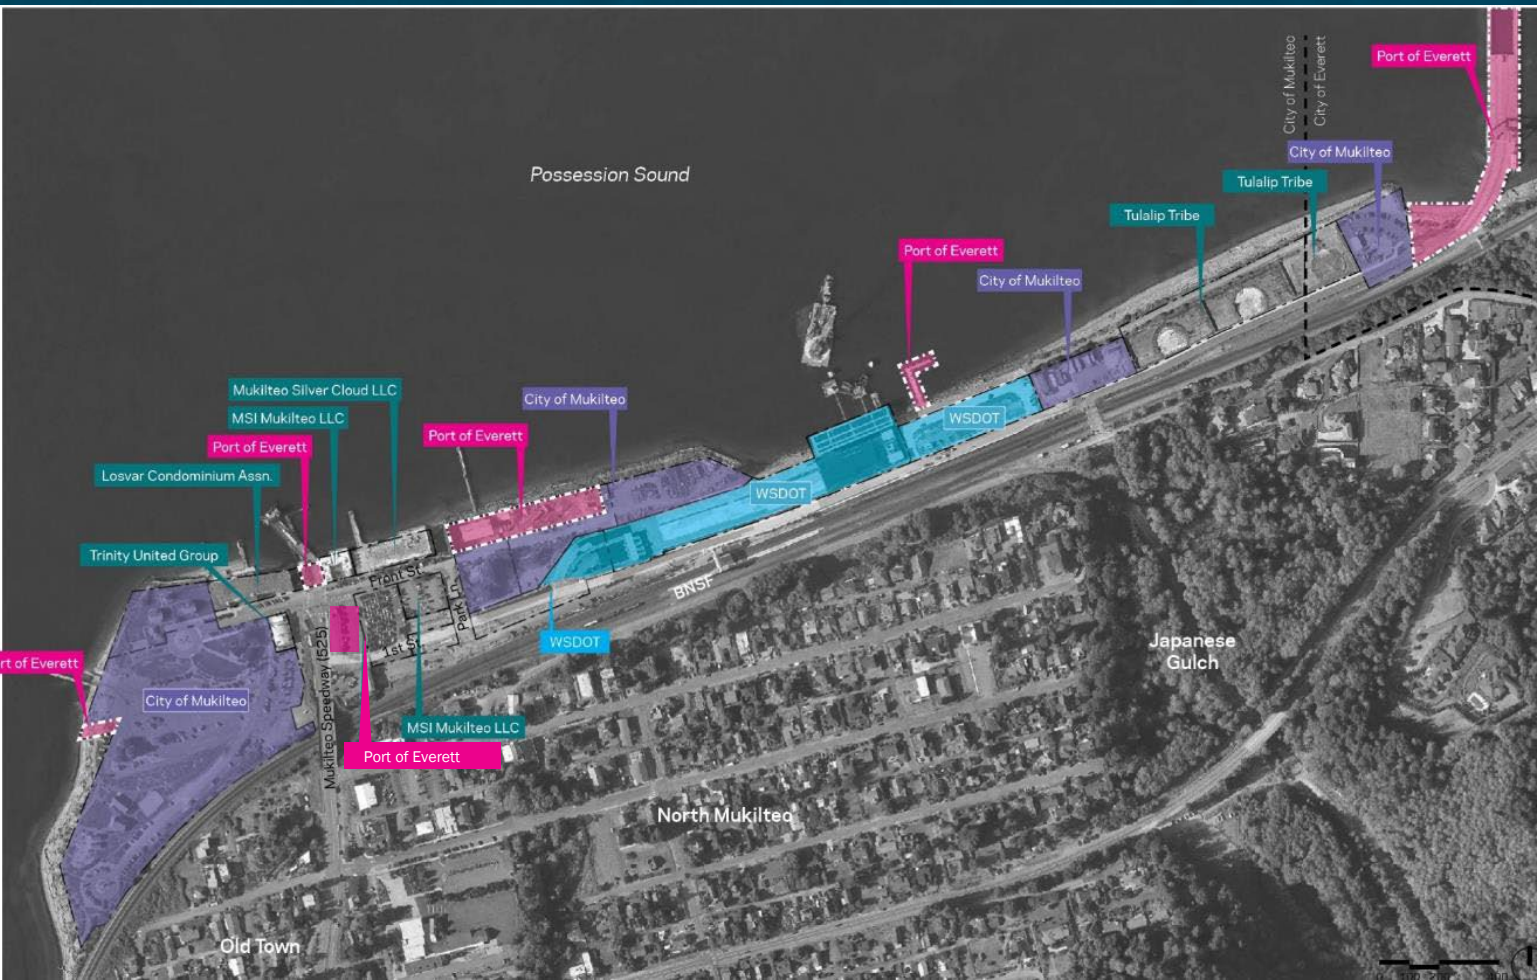 City of Mukilteo
City of Everett
Port of Everett
City of Mukilteo
Possession Sound
Tulalip Tribe
Tulalip Tribe
Port of Everett
City of Mukilteo
Mukilteo Silver Cloud LLC
City of Mukilteo
MSI Mukilteo LLC
WSDOT
Port of Everett
Port of Everett
Losvar Condominium Assn.
WSDOT
Trinity United Group
Front St
Park Ln
BNSF
1st St
WSDOT
Japanese
Gulch
rt of Everett
City of Mukilteo
Mukilteo Speedway (525)
MSI Mukilteo LLC
Port of Everett
North Mukilteo
Old Town